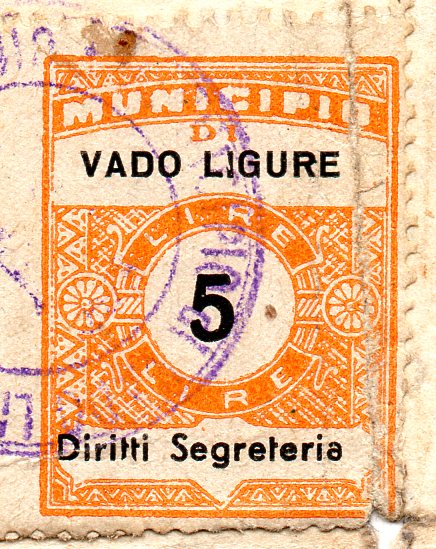 MUNICIPIO
DI
VADO LIGURE
LIRE
5
LIRE
Diritti Segreteria